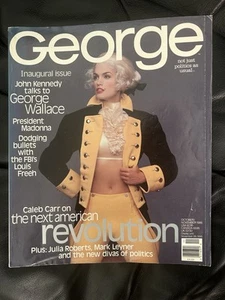 George
not just
politics as
usual.
Inaugural issue
John Kennedy
talks to
George
Wallace
President
Madonna
Dodging
bullets
with the
FBI's
Louis
Freeh
Caleb Carr on
the next american
revolution
Plus: Julia Roberts, Mark Leyner
and the new divas of politics